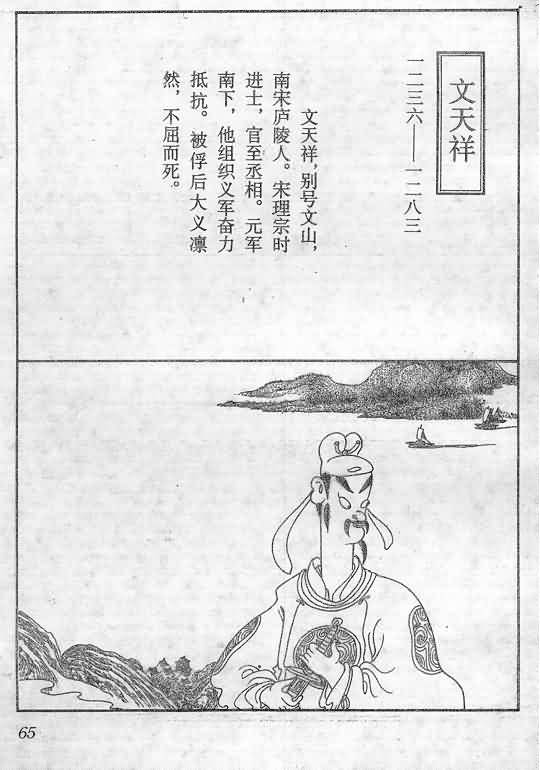 文天祥
一二三六——一二八三
文天祥，别号文山，
南宋庐陵人。宋理宗时
进士，官至丞相。元军
南下，他组织义军奋力
抵抗。被俘后大义凛
然，不屈而死。
65